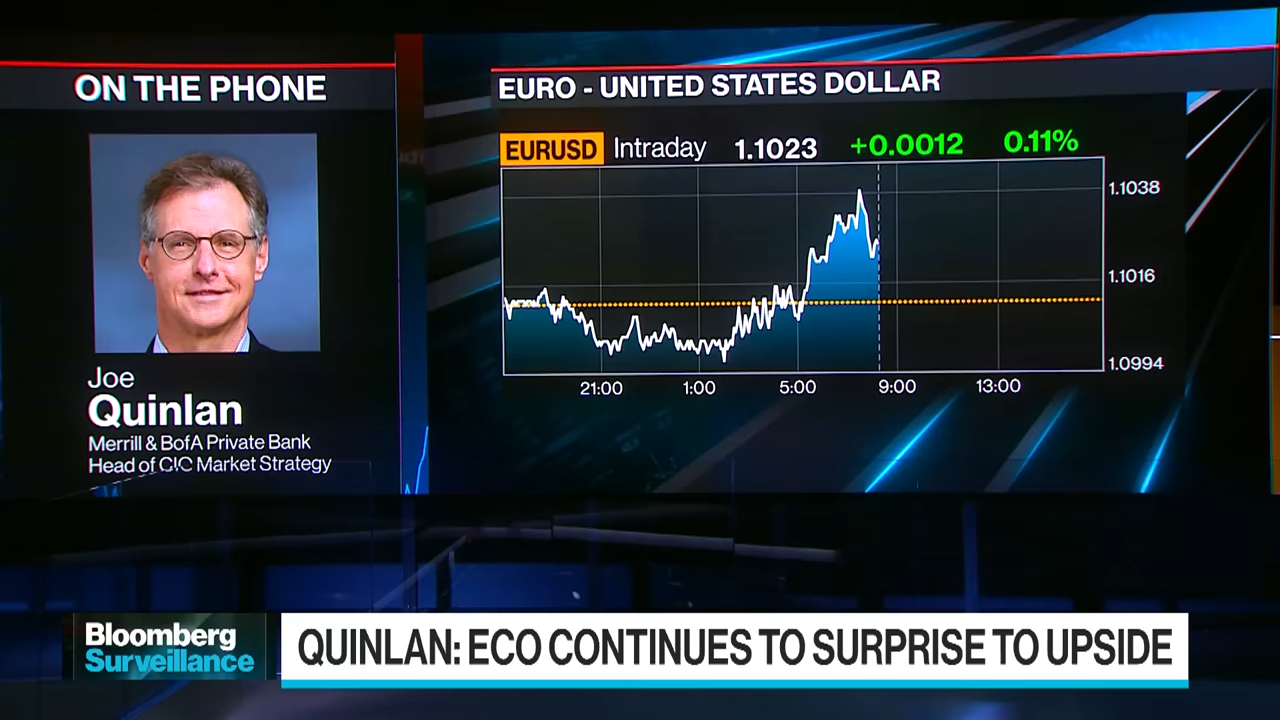 ON THE PHONE
Joe
Quinlan
Merrill & BofA Private Bank
Head of CIC Market Strategy
EURO - UNITED STATES DOLLAR
EURUSD Intraday 1.1023 +0.0012 0.11%
1.1038
1.1016
1.0994
21:00 1:00 5:00 9:00 13:00
Bloomberg
Surveillance
QUINLAN: ECO CONTINUES TO SURPRISE TO UPSIDE